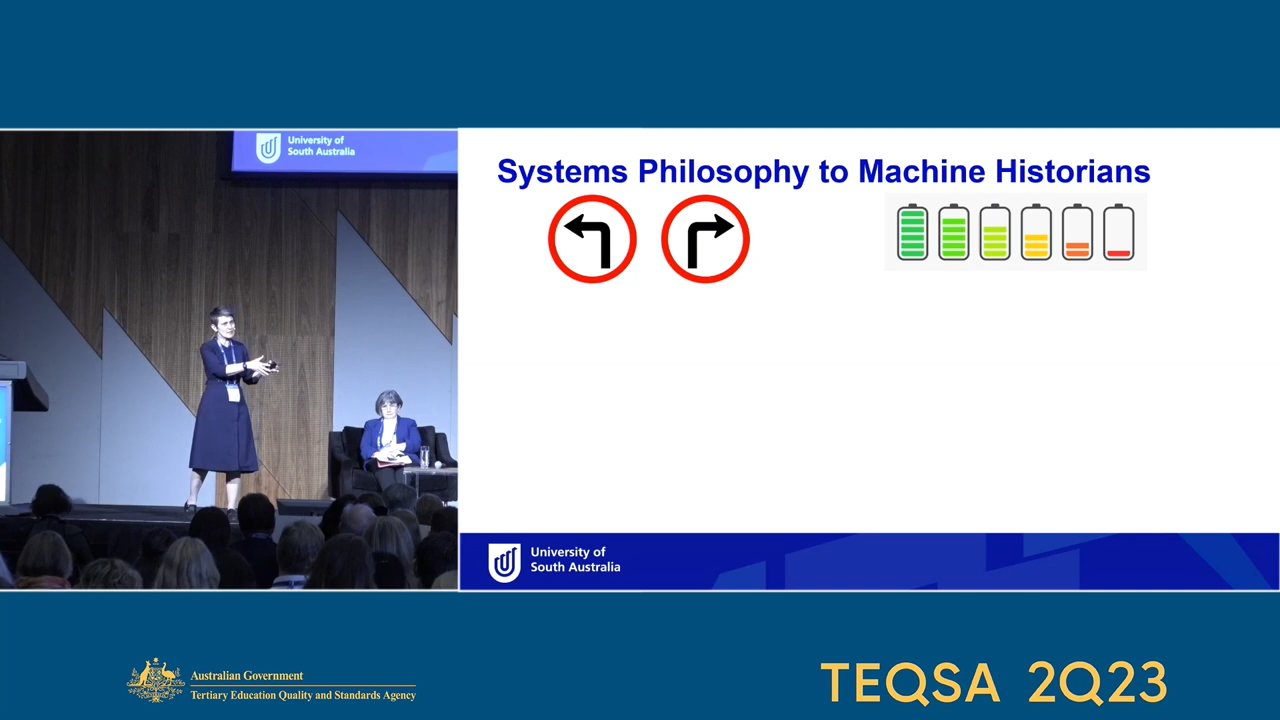 University of
South Australia
Systems Philosophy to Machine Historians
University of
South Australia
Australian Government
Tertiary Education Quality and Standards Agency
TEQSA 2Q23